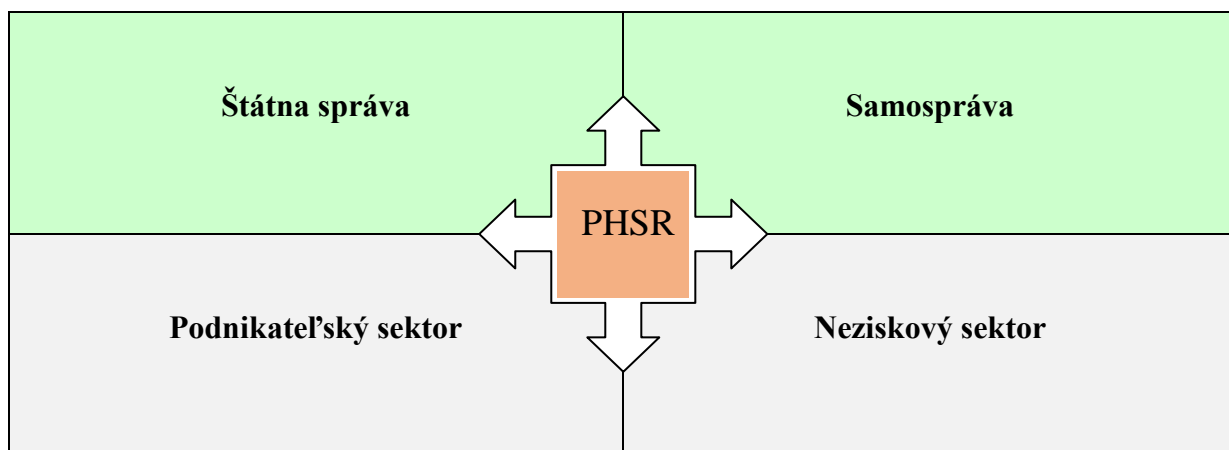 Štátna správa
Samospráva
PHSR
Podnikateľský sektor
Neziskový sektor